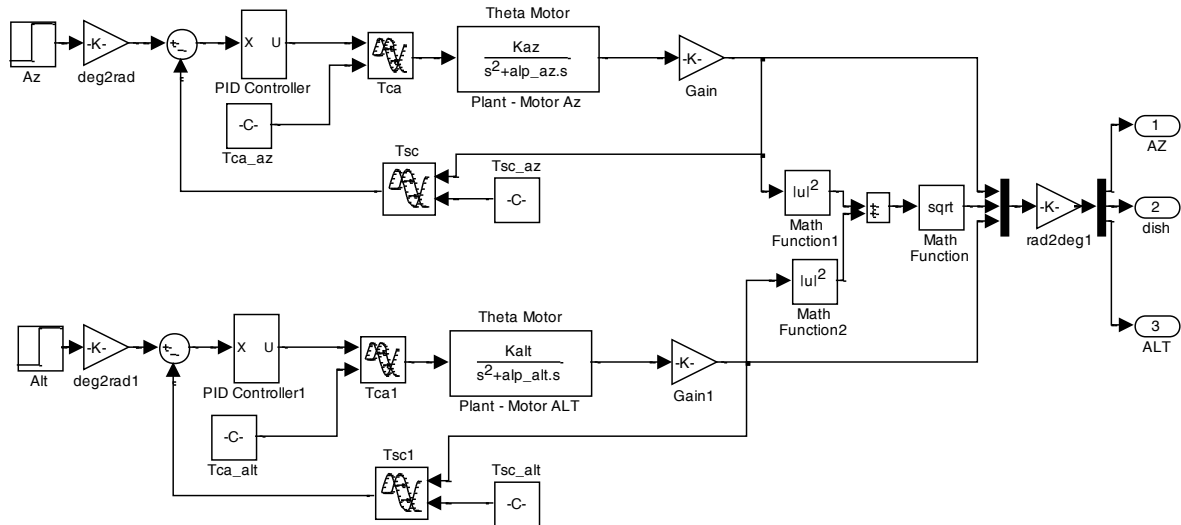 Az
-K-
deg2rad
+
-
X U
PID Controller
Tca
-C-
Tca_az
Theta Motor
Kaz
s²+alp_az.s
Plant - Motor Az
-K-
Gain
Tsc
Tsc_az
-C-
|u|²
Math
Function1
|u|²
Math
Function2
+
+
sqrt
Math
Function
-K-
rad2deg1
1
AZ
2
dish
3
ALT
Alt
-K-
deg2rad1
+
-
X U
PID Controller1
Tca1
-C-
Tca_alt
Theta Motor
Kalt
s²+alp_alt.s
Plant - Motor ALT
-K-
Gain1
Tsc1
Tsc_alt
-C-